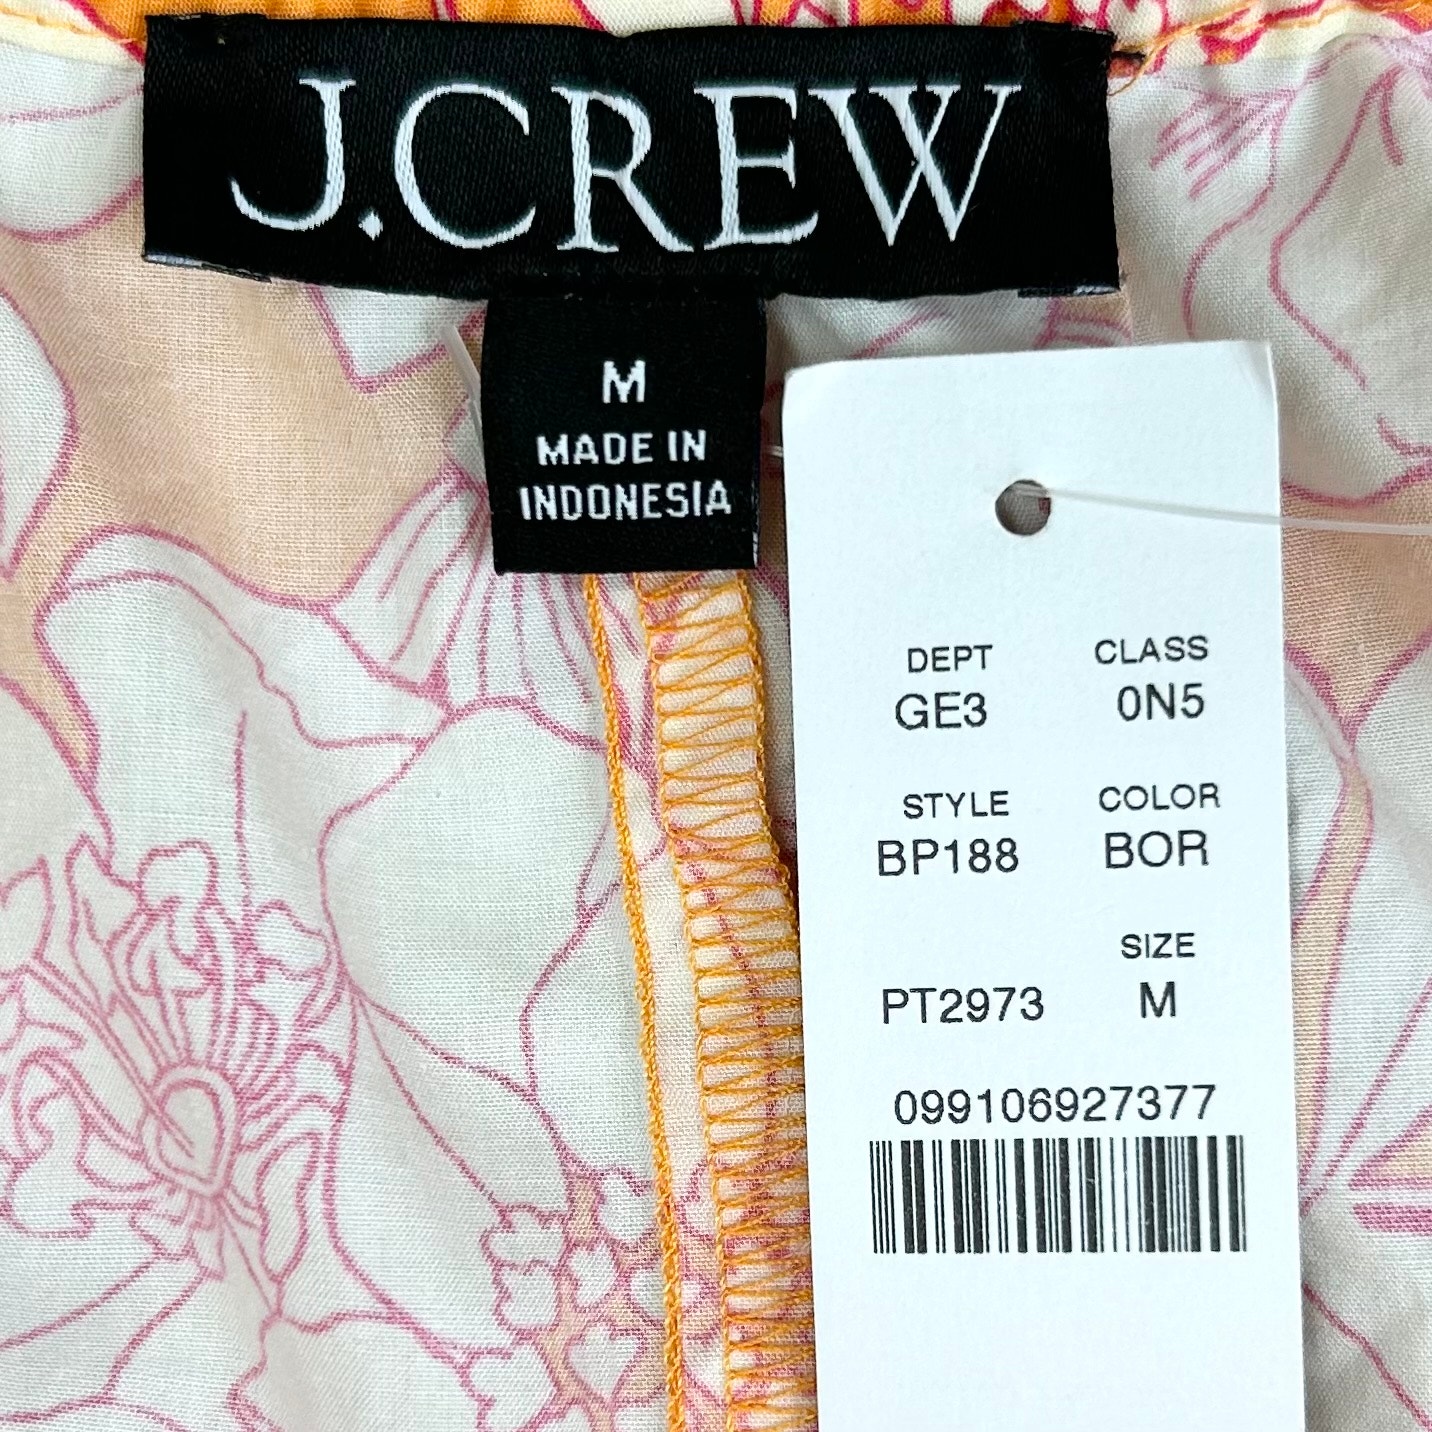 J.CREW
M
MADE IN
INDONESIA
DEPT CLASS
GE3 0N5
STYLE COLOR
BP188 BOR
SIZE
PT2973 M
099106927377